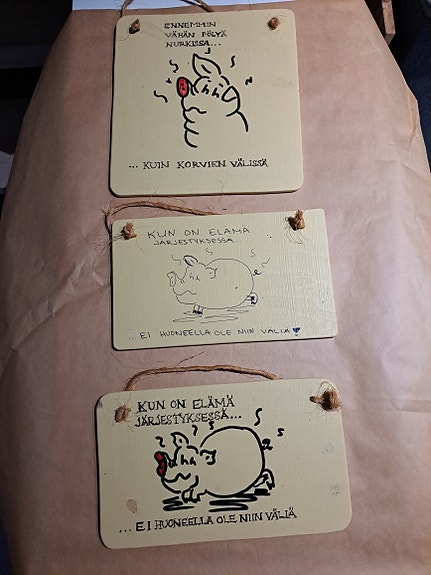 ENNEMMIN
VÄHÄN PÖLYÄ
NURKISSA...
... KUIN KORVIEN VÄLISSÄ
KUN ON ELÄMÄ
JÄRJESTYKSESSÄ
...EI HUONEELLA OLE NIIN VÄLIÄ
KUN ON ELÄMÄ
JÄRJESTYKSESSÄ...
...EI HUONEELLA OLE NIIN VÄLIÄ